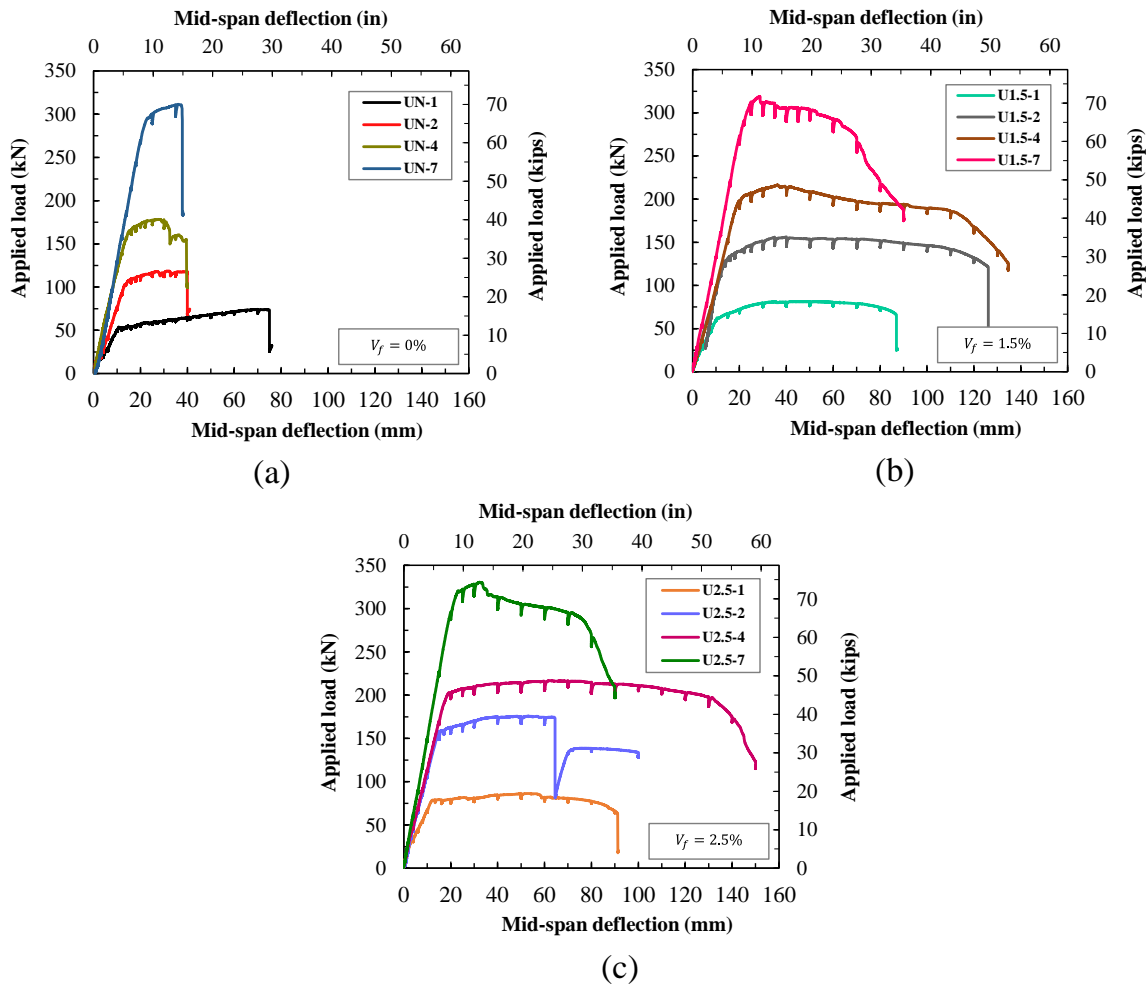 Mid-span deflection (in)
0 10 20 30 40 50 60
350
300
250
200
150
100
50
0
Applied load (kN)
UN-1
UN-2
UN-4
UN-7
V_f = 0%
80
70
60
50
40
30
20
10
0
Applied load (kips)
0 20 40 60 80 100 120 140 160
Mid-span deflection (mm)
(a)
Mid-span deflection (in)
0 10 20 30 40 50 60
350
300
250
200
150
100
50
0
Applied load (kN)
U1.5-1
U1.5-2
U1.5-4
U1.5-7
V_f = 1.5%
80
70
60
50
40
30
20
10
0
Applied load (kips)
0 20 40 60 80 100 120 140 160
Mid-span deflection (mm)
(b)
Mid-span deflection (in)
0 10 20 30 40 50 60
350
300
250
200
150
100
50
0
Applied load (kN)
U2.5-1
U2.5-2
U2.5-4
U2.5-7
V_f = 2.5%
70
60
50
40
30
20
10
0
Applied load (kips)
0 20 40 60 80 100 120 140 160
Mid-span deflection (mm)
(c)